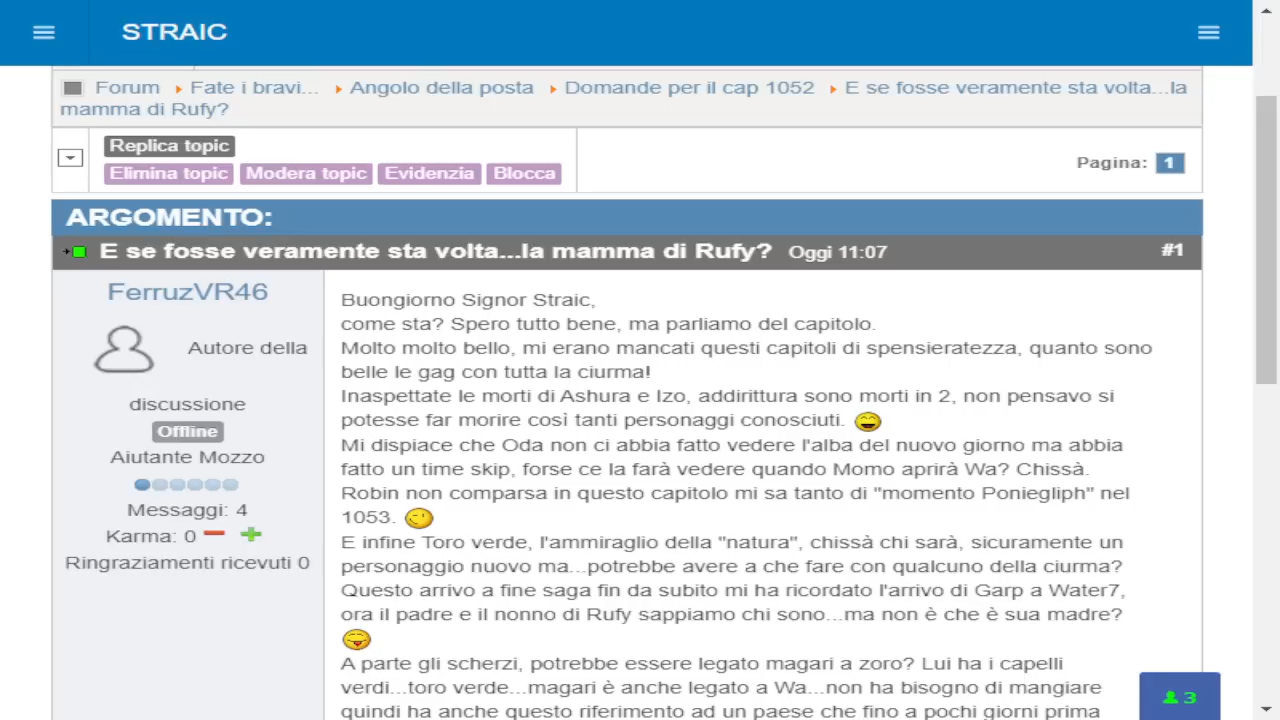 STRAIC
Forum Fate i bravi... Angolo della posta Domande per il cap 1052 E se fosse veramente sta volta...la
mamma di Rufy?
Replica topic
Elimina topic Modera topic Evidenzia Blocca
Pagina: 1
ARGOMENTO:
E se fosse veramente sta volta...la mamma di Rufy? Oggi 11:07 #1
FerruzVR46
Autore della
discussione
Offline
Aiutante Mozzo
Messaggi: 4
Karma: 0
Ringraziamenti ricevuti 0
Buongiorno Signor Straic,
come sta? Spero tutto bene, ma parliamo del capitolo.
Molto molto bello, mi erano mancati questi capitoli di spensieratezza, quanto sono
belle le gag con tutta la ciurma!
Inaspettate le morti di Ashura e Izo, addirittura sono morti in 2, non pensavo si
potesse far morire così tanti personaggi conosciuti.
Mi dispiace che Oda non ci abbia fatto vedere l'alba del nuovo giorno ma abbia
fatto un time skip, forse ce la farà vedere quando Momo aprirà Wa? Chissà.
Robin non comparsa in questo capitolo mi sa tanto di "momento Poniegliph" nel
1053.
E infine Toro verde, l'ammiraglio della "natura", chissà chi sarà, sicuramente un
personaggio nuovo ma...potrebbe avere a che fare con qualcuno della ciurma?
Questo arrivo a fine saga fin da subito mi ha ricordato l'arrivo di Garp a Water7,
ora il padre e il nonno di Rufy sappiamo chi sono...ma non è che è sua madre?
A parte gli scherzi, potrebbe essere legato magari a zoro? Lui ha i capelli
verdi...toro verde...magari è anche legato a Wa...non ha bisogno di mangiare
quindi ha anche questo riferimento ad un paese che fino a pochi giorni prima
3